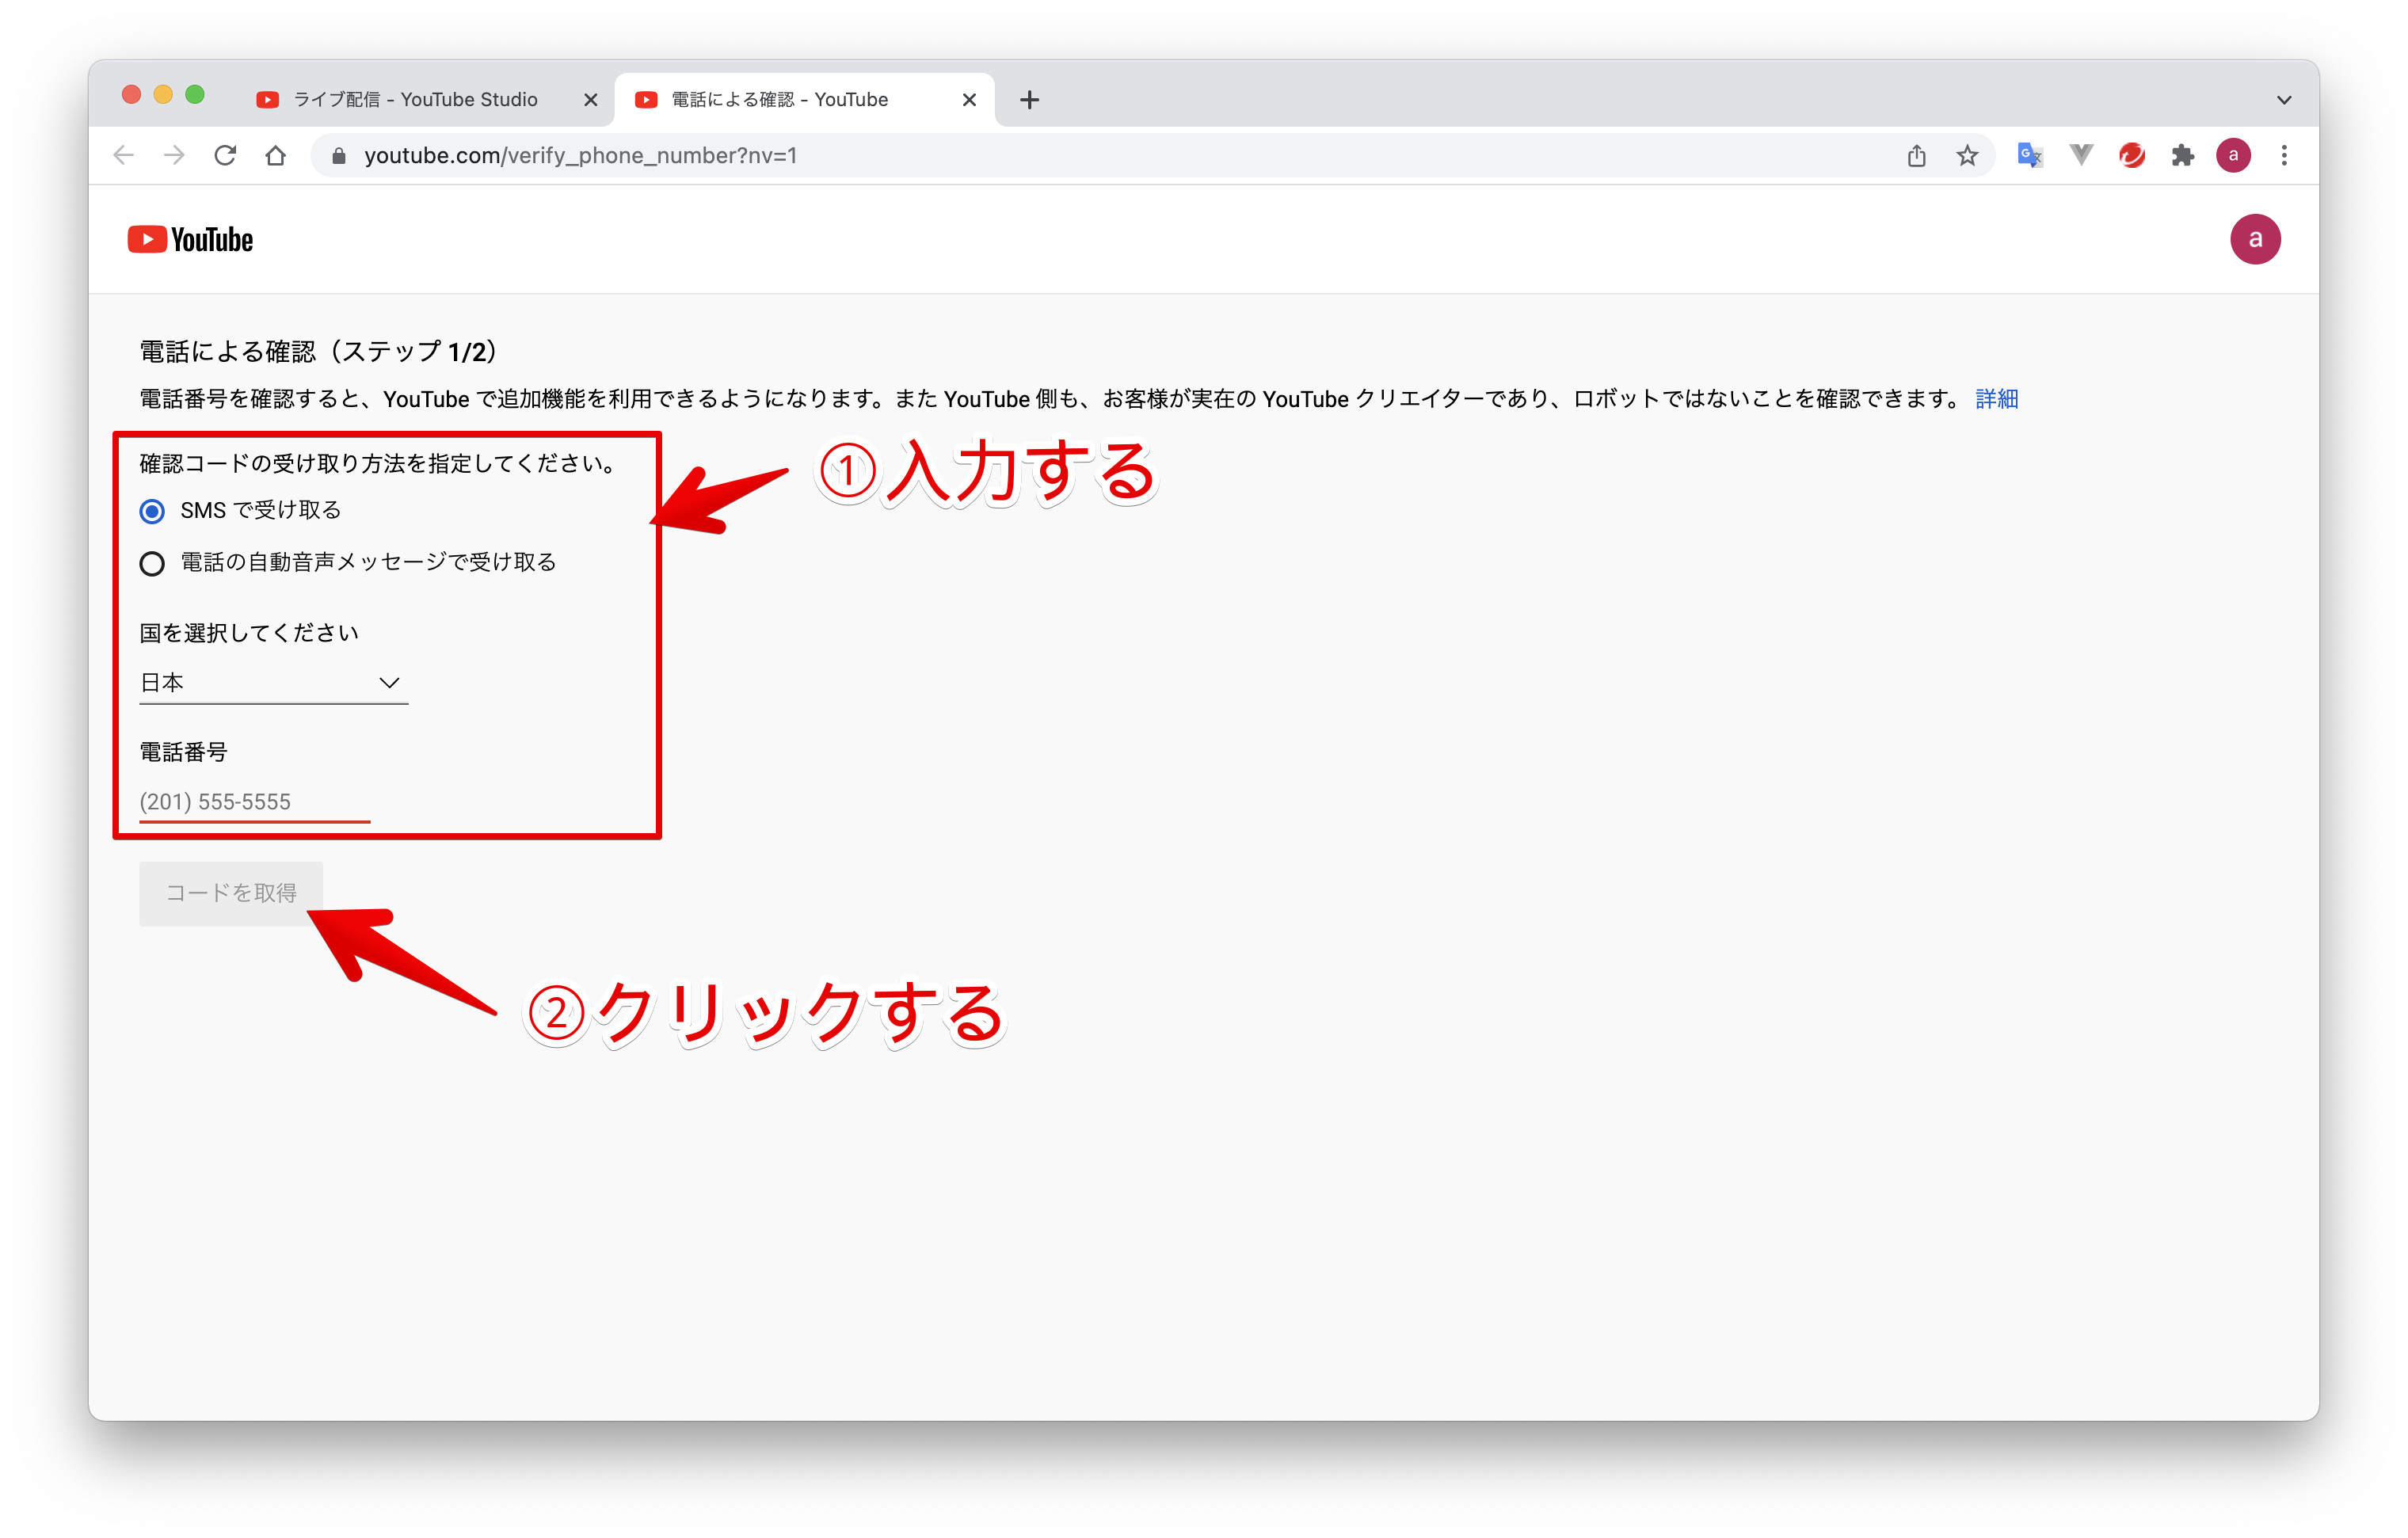 ライブ配信 - YouTube Studio
電話による確認 - YouTube
youtube.com/verify_phone_number?nv=1
a
YouTube
a
電話による確認（ステップ 1/2）
電話番号を確認すると、YouTube で追加機能を利用できるようになります。また YouTube 側も、お客様が実在の YouTube クリエイターであり、ロボットではないことを確認できます。 詳細
確認コードの受け取り方法を指定してください。
①入力する
SMS で受け取る
電話の自動音声メッセージで受け取る
国を選択してください
日本
電話番号
(201) 555-5555
コードを取得
②クリックする